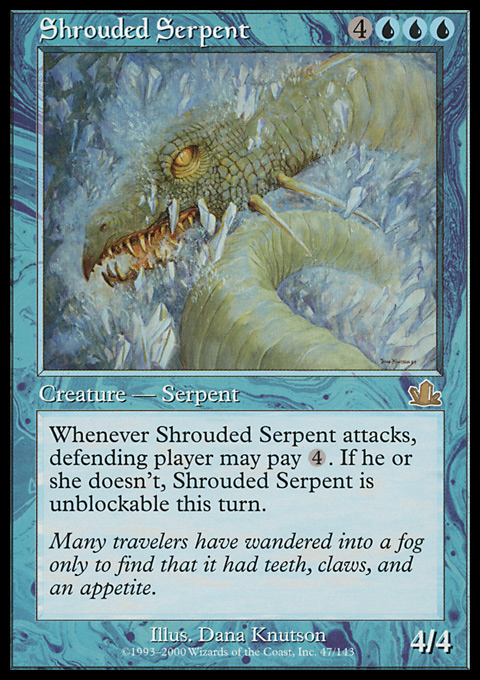 Shrouded Serpent 4
Creature — Serpent
Whenever Shrouded Serpent attacks,
defending player may pay 4. If he or
she doesn't, Shrouded Serpent is
unblockable this turn.
Many travelers have wandered into a fog
only to find that it had teeth, claws, and
an appetite.
Illus. Dana Knutson
4/4
©1993–2000 Wizards of the Coast, Inc. 47/143